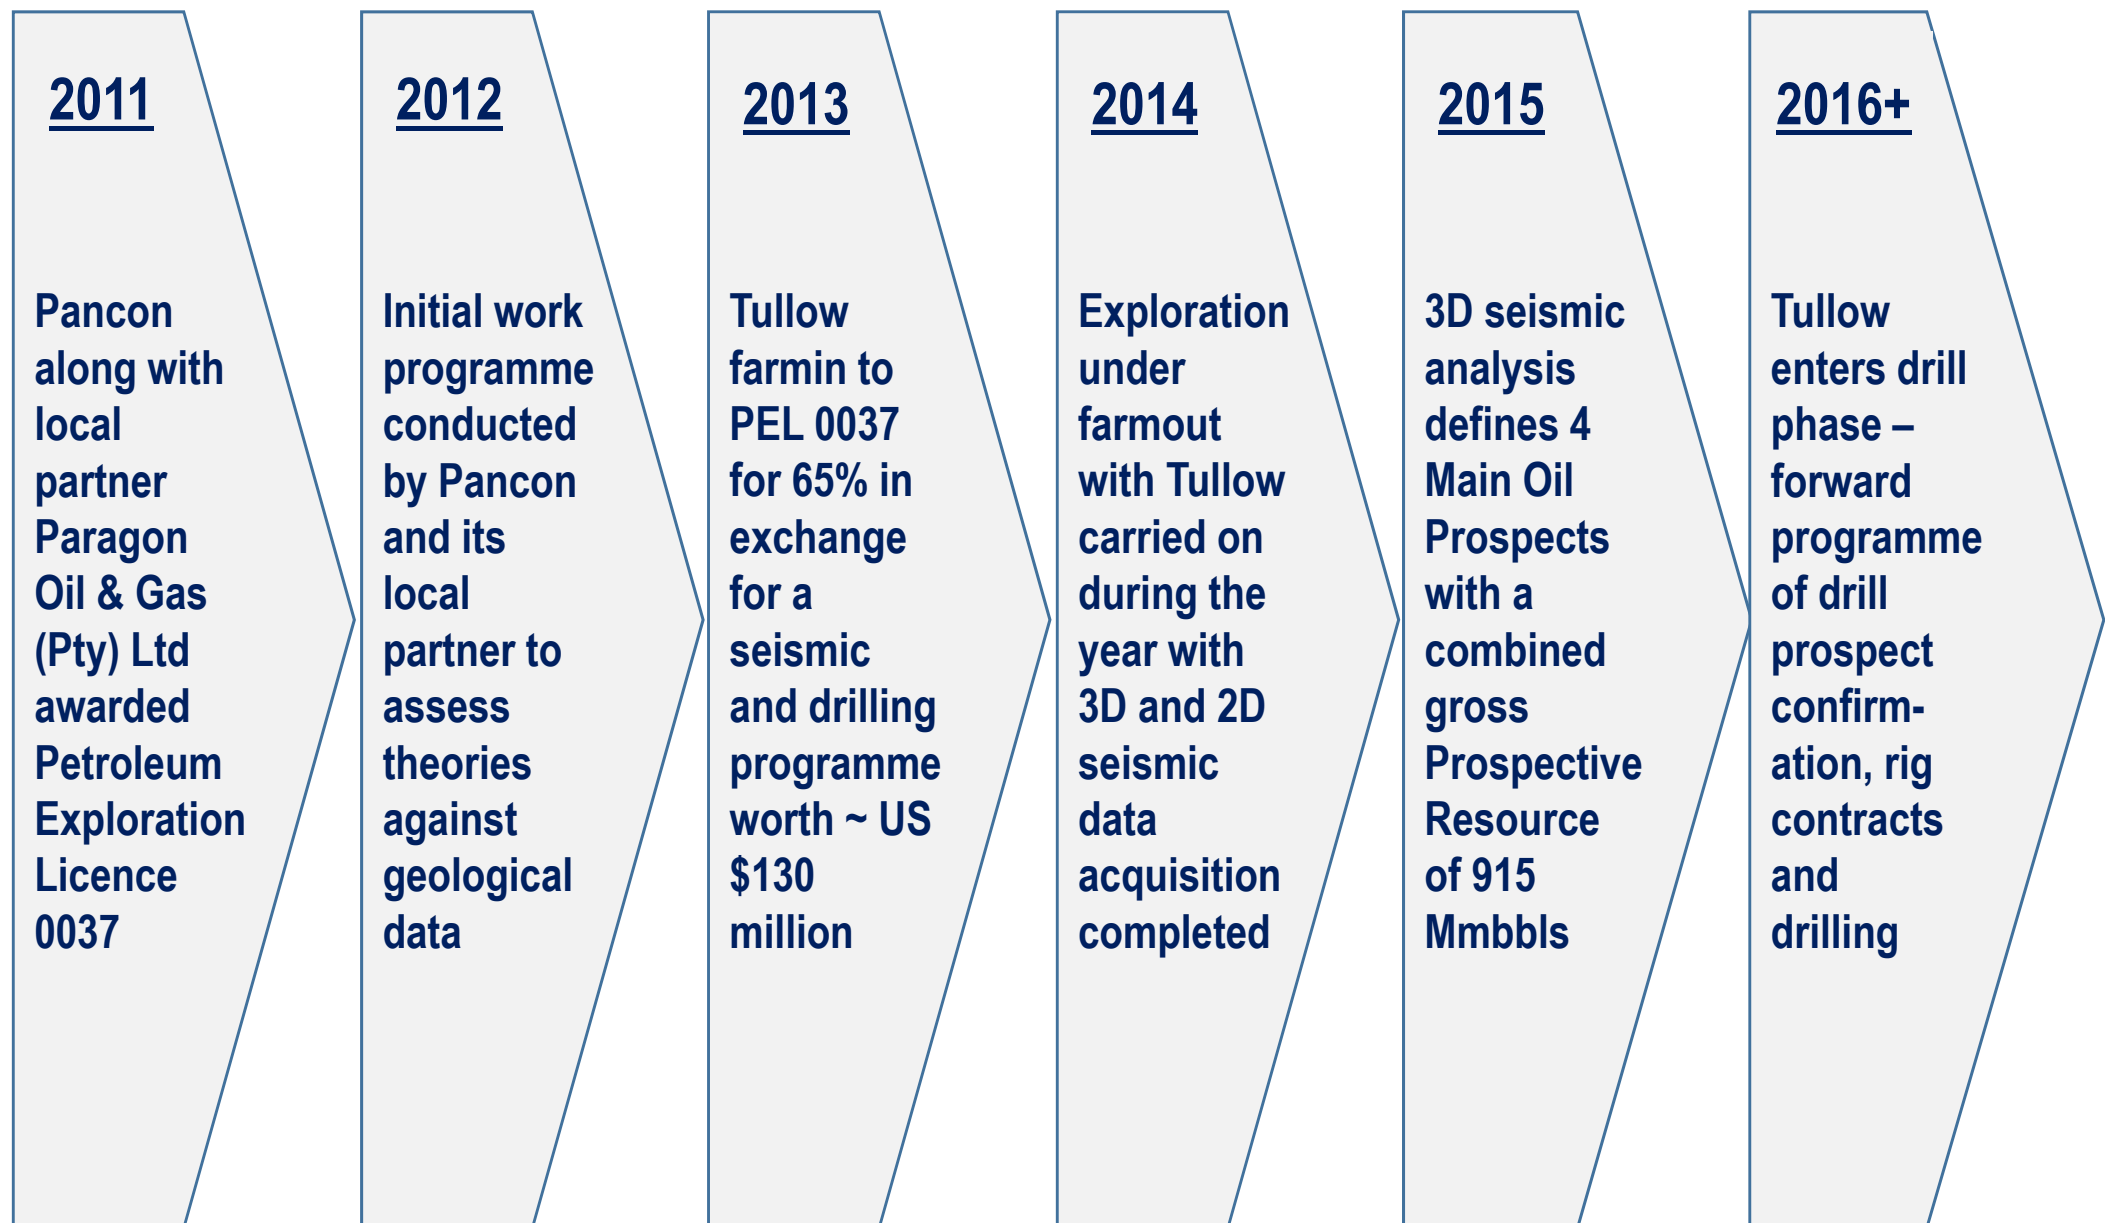 2011
Pancon
along with
local
partner
Paragon
Oil & Gas
(Pty) Ltd
awarded
Petroleum
Exploration
Licence
0037
2012
Initial work
programme
conducted
by Pancon
and its
local
partner to
assess
theories
against
geological
data
2013
Tullow
farmin to
PEL 0037
for 65% in
exchange
for a
seismic
and drilling
programme
worth ~ US
$130
million
2014
Exploration
under
farmout
with Tullow
carried on
during the
year with
3D and 2D
seismic
data
acquisition
completed
2015
3D seismic
analysis
defines 4
Main Oil
Prospects
with a
combined
gross
Prospective
Resource
of 915
Mmbbls
2016+
Tullow
enters drill
phase –
forward
programme
of drill
prospect
confirm-
ation, rig
contracts
and
drilling